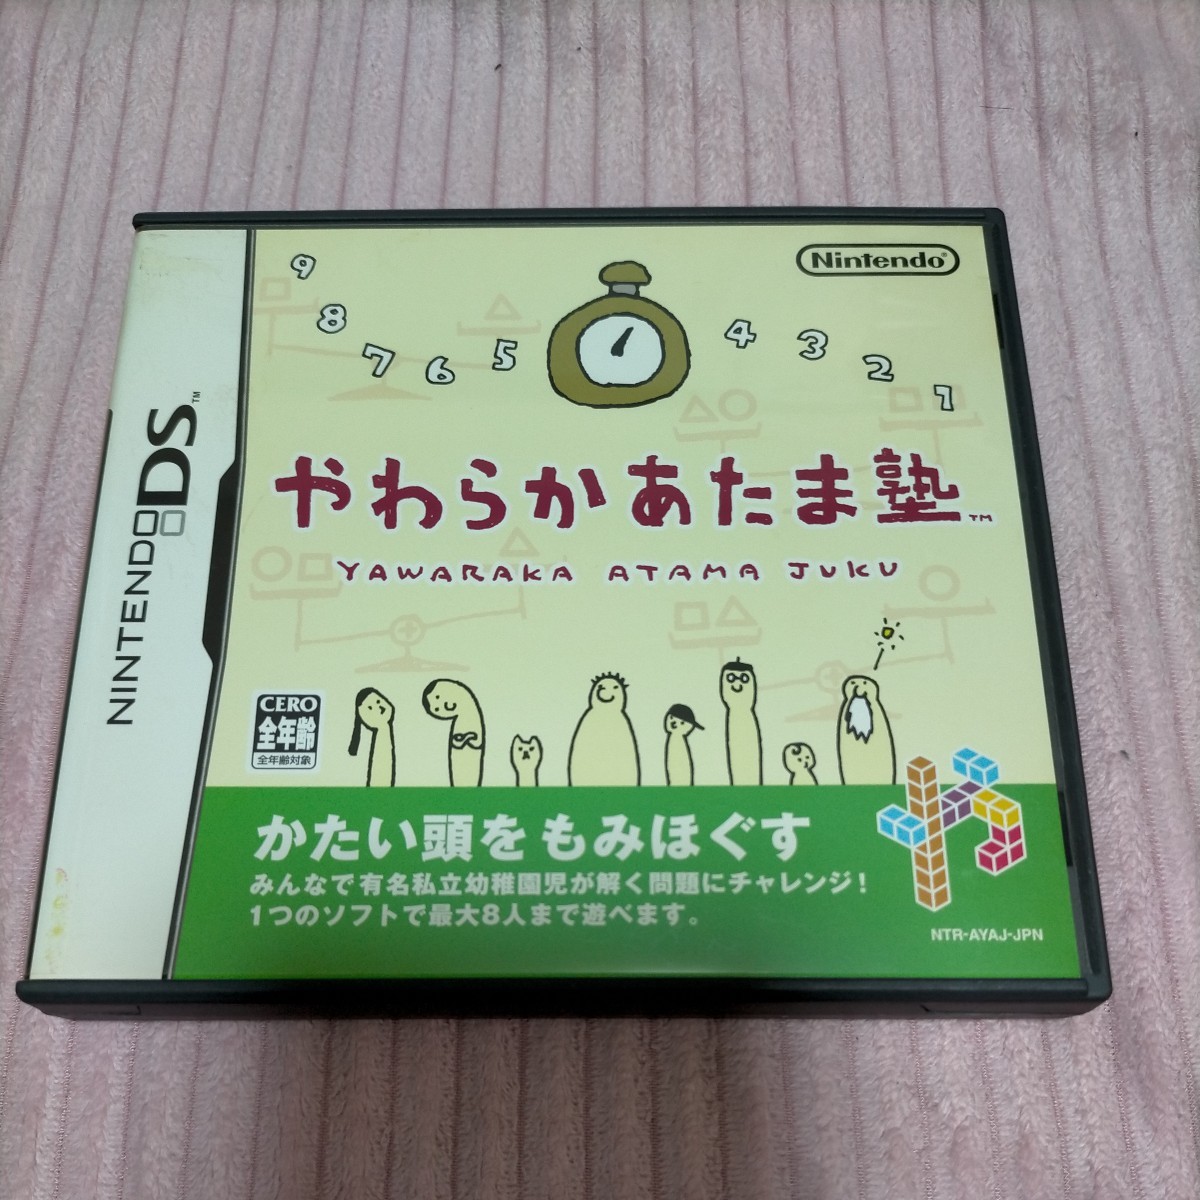 NINTENDO DS™
Nintendo®
9 8 7 6 5 4 3 2 1
やわらかあたま塾™
YAWARAKA ATAMA JUKU
CERO
全年齢
全年齢対象
かたい頭をもみほぐす
みんなで有名私立幼稚園児が解く問題にチャレンジ!
1つのソフトで最大8人まで遊べます。
NTR-AYAJ-JPN